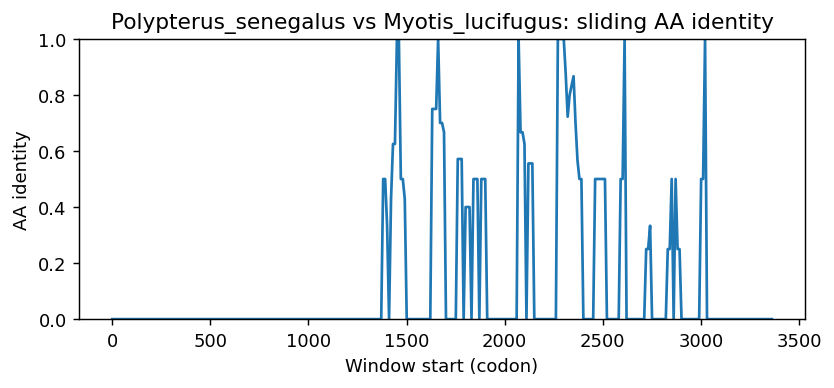 Polypterus_senegalus vs Myotis_lucifugus: sliding AA identity
1.0
0.8
0.6
0.4
0.2
0.0
AA identity
0 500 1000 1500 2000 2500 3000 3500
Window start (codon)